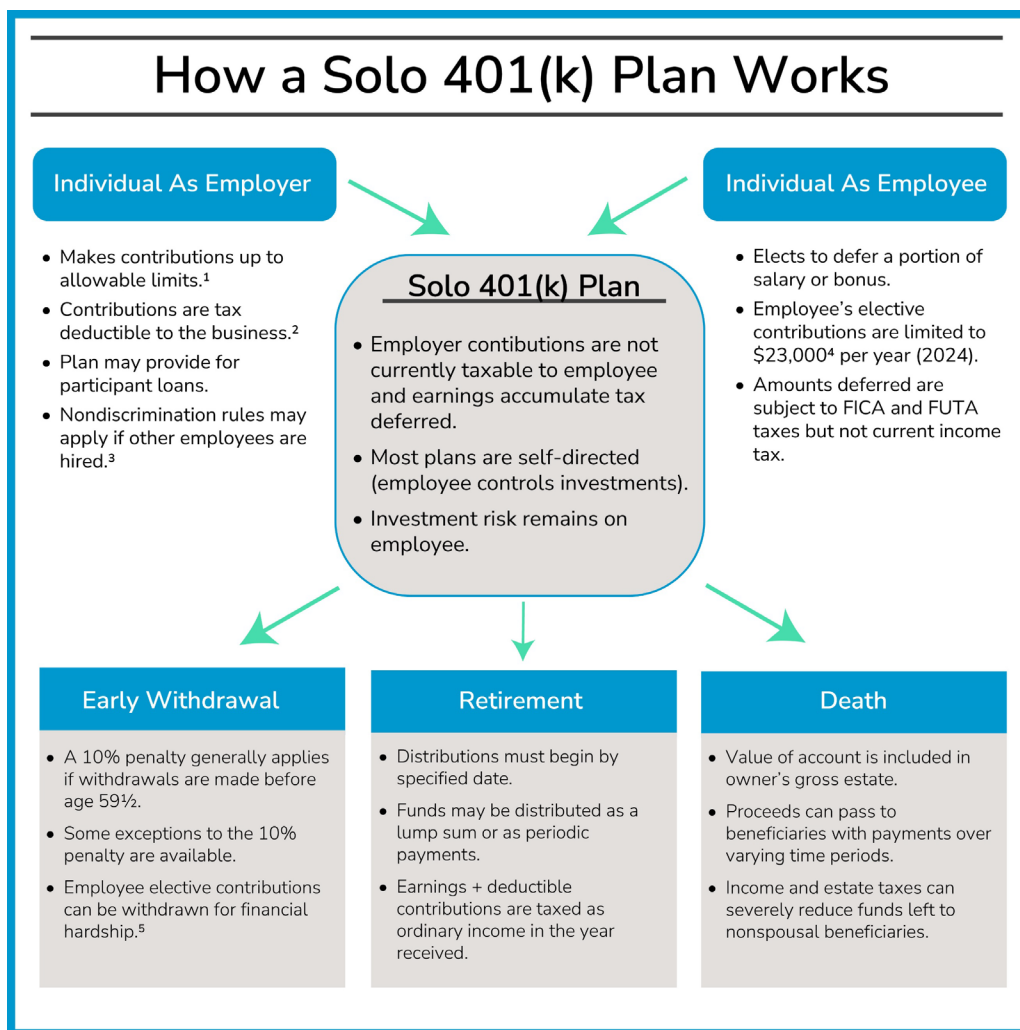 How a Solo 401(k) Plan Works
Individual As Employer
• Makes contributions up to
allowable limits.¹
• Contributions are tax
deductible to the business.²
• Plan may provide for
participant loans.
• Nondiscrimination rules may
apply if other employees are
hired.³
Individual As Employee
• Elects to defer a portion of
salary or bonus.
• Employee’s elective
contributions are limited to
$23,000⁴ per year (2024).
• Amounts deferred are
subject to FICA and FUTA
taxes but not current income
tax.
Solo 401(k) Plan
• Employer contibutions are not
currently taxable to employee
and earnings accumulate tax
deferred.
• Most plans are self-directed
(employee controls investments).
• Investment risk remains on
employee.
Early Withdrawal
• A 10% penalty generally applies
if withdrawals are made before
age 59½.
• Some exceptions to the 10%
penalty are available.
• Employee elective contributions
can be withdrawn for financial
hardship.⁵
Retirement
• Distributions must begin by
specified date.
• Funds may be distributed as a
lump sum or as periodic
payments.
• Earnings + deductible
contributions are taxed as
ordinary income in the year
received.
Death
• Value of account is included in
owner’s gross estate.
• Proceeds can pass to
beneficiaries with payments over
varying time periods.
• Income and estate taxes can
severely reduce funds left to
nonspousal beneficiaries.